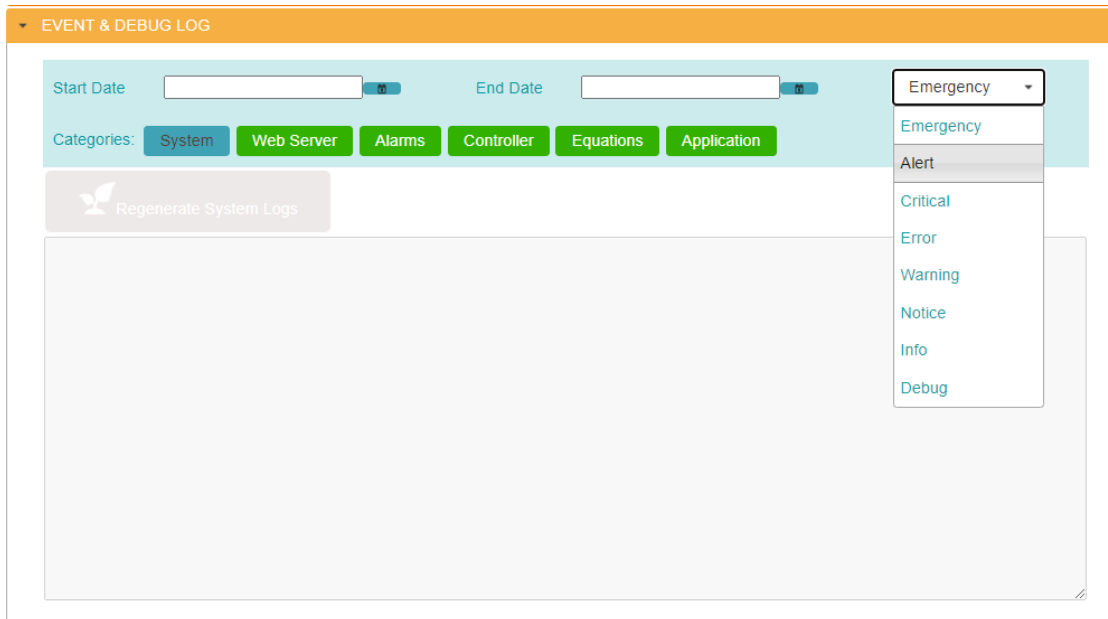 EVENT & DEBUG LOG
Start Date End Date Emergency
Categories: System Web Server Alarms Controller Equations Application
Emergency
Alert
Regenerate System Logs
Critical
Error
Warning
Notice
Info
Debug